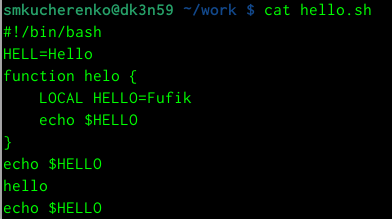 smkucherenko@dk3n59 ~/work $ cat hello.sh
#!/bin/bash
HELL=Hello
function helo {
    LOCAL HELLO=Fufik
    echo $HELLO
}
echo $HELLO
hello
echo $HELLO